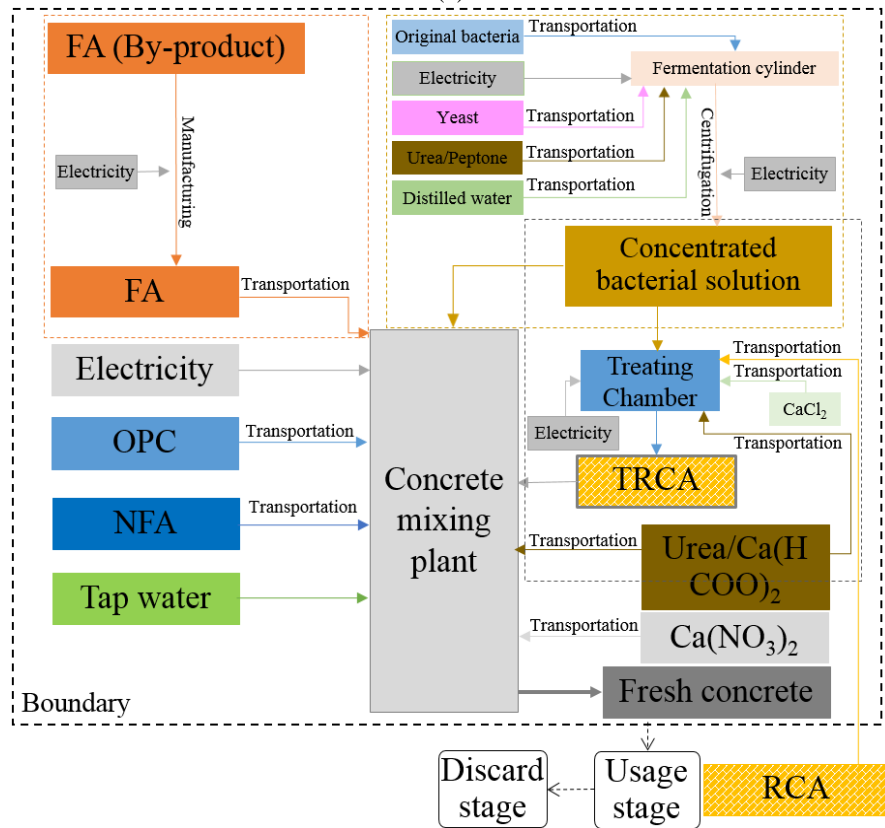 FA (By-product)
Electricity
Manufacturing
FA
Transportation
Original bacteria
Transportation
Electricity
Fermentation cylinder
Yeast
Transportation
Urea/Peptone
Transportation
Distilled water
Transportation
Centrifugation
Electricity
Concentrated
bacterial solution
Electricity
OPC
Transportation
NFA
Transportation
Tap water
Concrete
mixing
plant
Treating
Chamber
Transportation
Transportation
CaCl2
Transportation
Electricity
TRCA
Transportation
Urea/Ca(H
COO)2
Transportation
Ca(NO3)2
Fresh concrete
Boundary
Discard
stage
Usage
stage
RCA